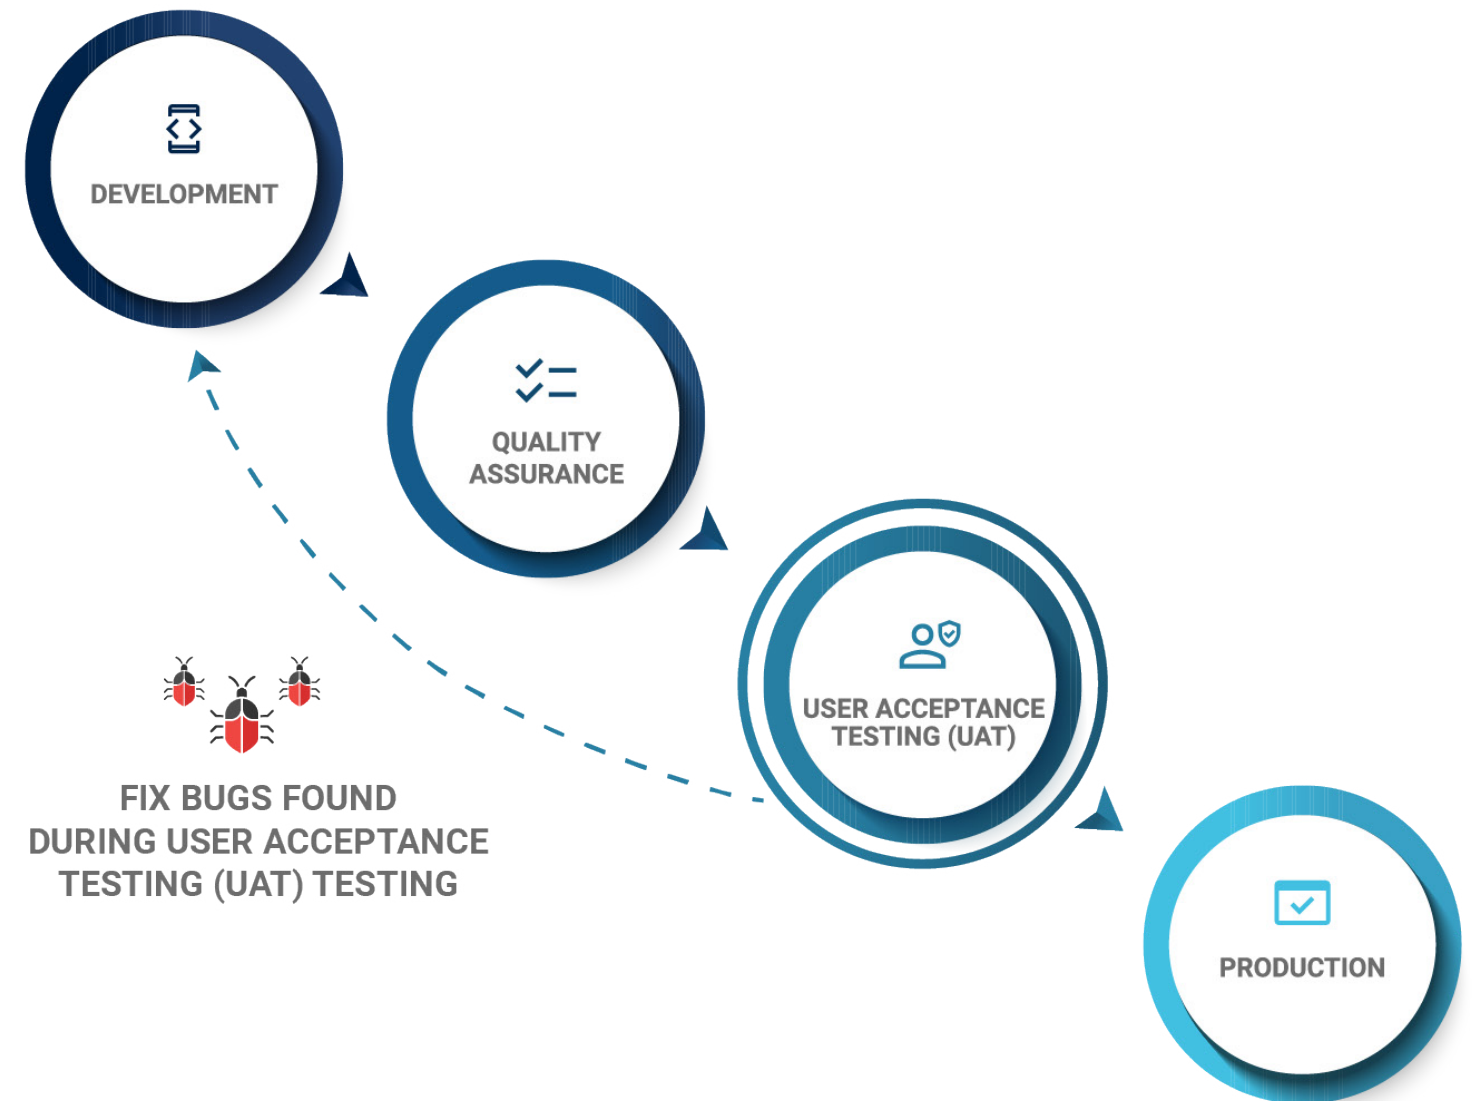 DEVELOPMENT
QUALITY
ASSURANCE
USER ACCEPTANCE
TESTING (UAT)
FIX BUGS FOUND
DURING USER ACCEPTANCE
TESTING (UAT) TESTING
PRODUCTION